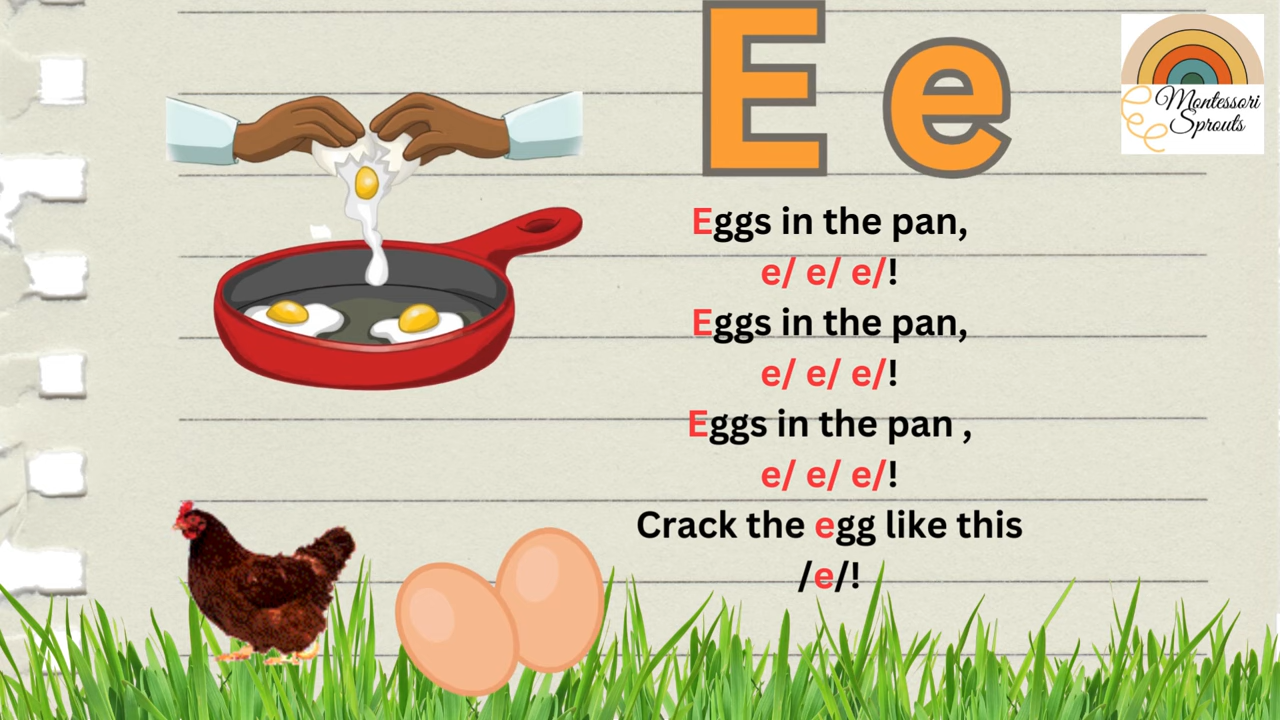 E e
Montessori
Sprouts
Eggs in the pan,
e/ e/ e/!
Eggs in the pan,
e/ e/ e/!
Eggs in the pan ,
e/ e/ e/!
Crack the egg like this
/e/!